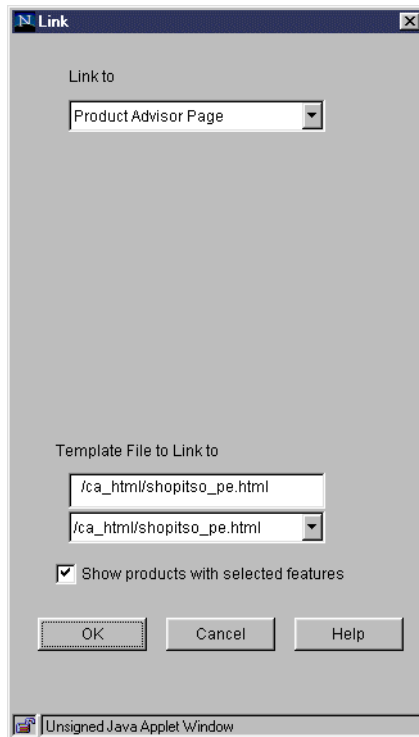 Link
Link to
Product Advisor Page
Template File to Link to
/ca_html/shopitso_pe.html
/ca_html/shopitso_pe.html
Show products with selected features
OK Cancel Help
Unsigned Java Applet Window